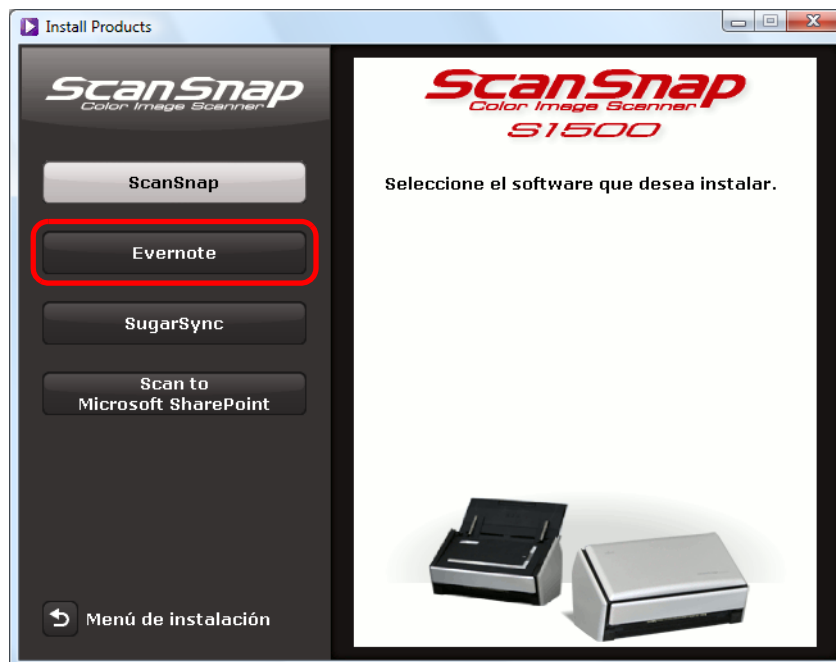 Install Products
ScanSnap
Color Image Scanner
ScanSnap
Evernote
SugarSync
Scan to
Microsoft SharePoint
Menú de instalación
ScanSnap
Color Image Scanner
S1500
Seleccione el software que desea instalar.